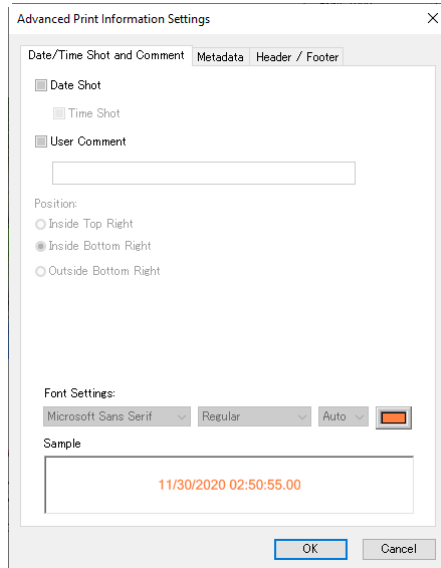 Advanced Print Information Settings
Date/Time Shot and Comment Metadata Header / Footer
Date Shot
Time Shot
User Comment
Position:
Inside Top Right
Inside Bottom Right
Outside Bottom Right
Font Settings:
Microsoft Sans Serif Regular Auto
Sample
11/30/2020 02:50:55.00
OK Cancel